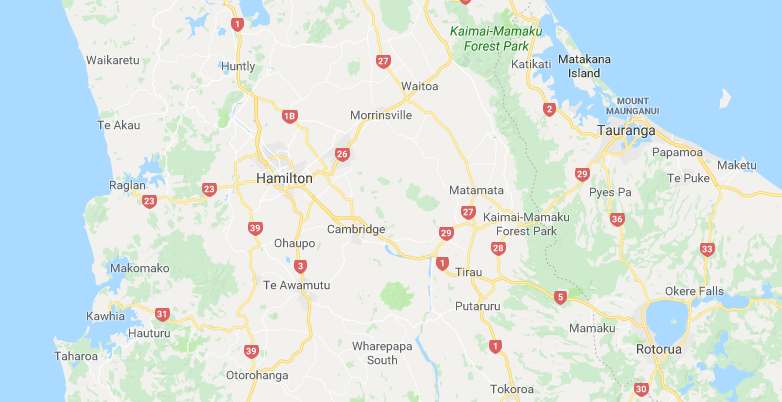 1
Kaimai-Mamaku
Forest Park
Waikaretu
27
Katikati
Matakana
Island
Huntly
Waitoa
MOUNT
MAUNGANUI
2
1B
Morrinsville
Te Akau
Tauranga
26
Papamoa
Maketu
Hamilton
29
Te Puke
Raglan
23
23
Matamata
Pyes Pa
27
Kaimai-Mamaku
Forest Park
36
39
Cambridge
29
Ohaupo
28
33
Makomako
3
1
Tirau
Te Awamutu
5
Okere Falls
Kawhia
31
Putaruru
Hauturu
Mamaku
39
Wharepapa
South
1
Rotorua
Taharoa
Otorohanga
Tokoroa
30